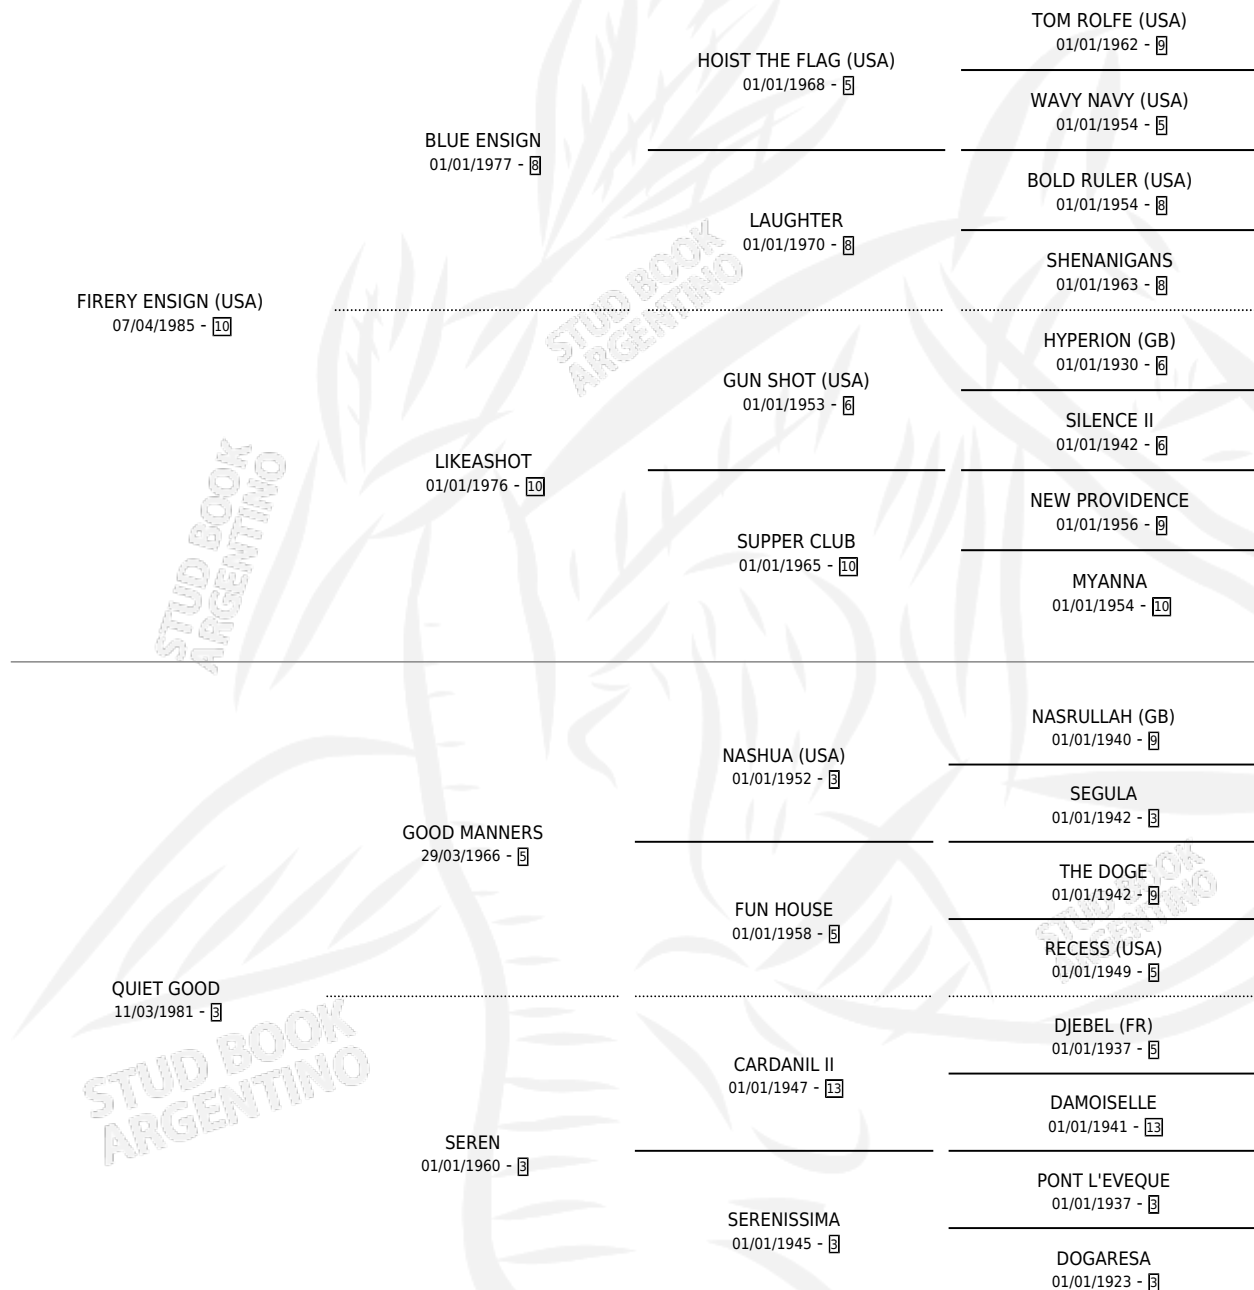 TOM ROLFE (USA)
01/01/1962 - 9
HOIST THE FLAG (USA)
01/01/1968 - 5
WAVY NAVY (USA)
01/01/1954 - 5
BLUE ENSIGN
01/01/1977 - 8
BOLD RULER (USA)
01/01/1954 - 8
LAUGHTER
01/01/1970 - 8
SHENANIGANS
01/01/1963 - 8
FIRERY ENSIGN (USA)
07/04/1985 - 10
HYPERION (GB)
01/01/1930 - 6
GUN SHOT (USA)
01/01/1953 - 6
SILENCE II
01/01/1942 - 6
LIKEASHOT
01/01/1976 - 10
NEW PROVIDENCE
01/01/1956 - 9
SUPPER CLUB
01/01/1965 - 10
MYANNA
01/01/1954 - 10
NASRULLAH (GB)
01/01/1940 - 9
NASHUA (USA)
01/01/1952 - 3
SEGULA
01/01/1942 - 3
GOOD MANNERS
29/03/1966 - 5
THE DOGE
01/01/1942 - 9
FUN HOUSE
01/01/1958 - 5
RECESS (USA)
01/01/1949 - 5
QUIET GOOD
11/03/1981 - 3
DJEBEL (FR)
01/01/1937 - 5
CARDANIL II
01/01/1947 - 13
DAMOISELLE
01/01/1941 - 13
SEREN
01/01/1960 - 3
PONT L'EVEQUE
01/01/1937 - 3
SERENISSIMA
01/01/1945 - 3
DOGARESA
01/01/1923 - 3
STUD BOOK
ARGENTINO
STUD BOOK
ARGENTINO
STUD BOOK
ARGENTINO
STUD BOOK
ARGENTINO